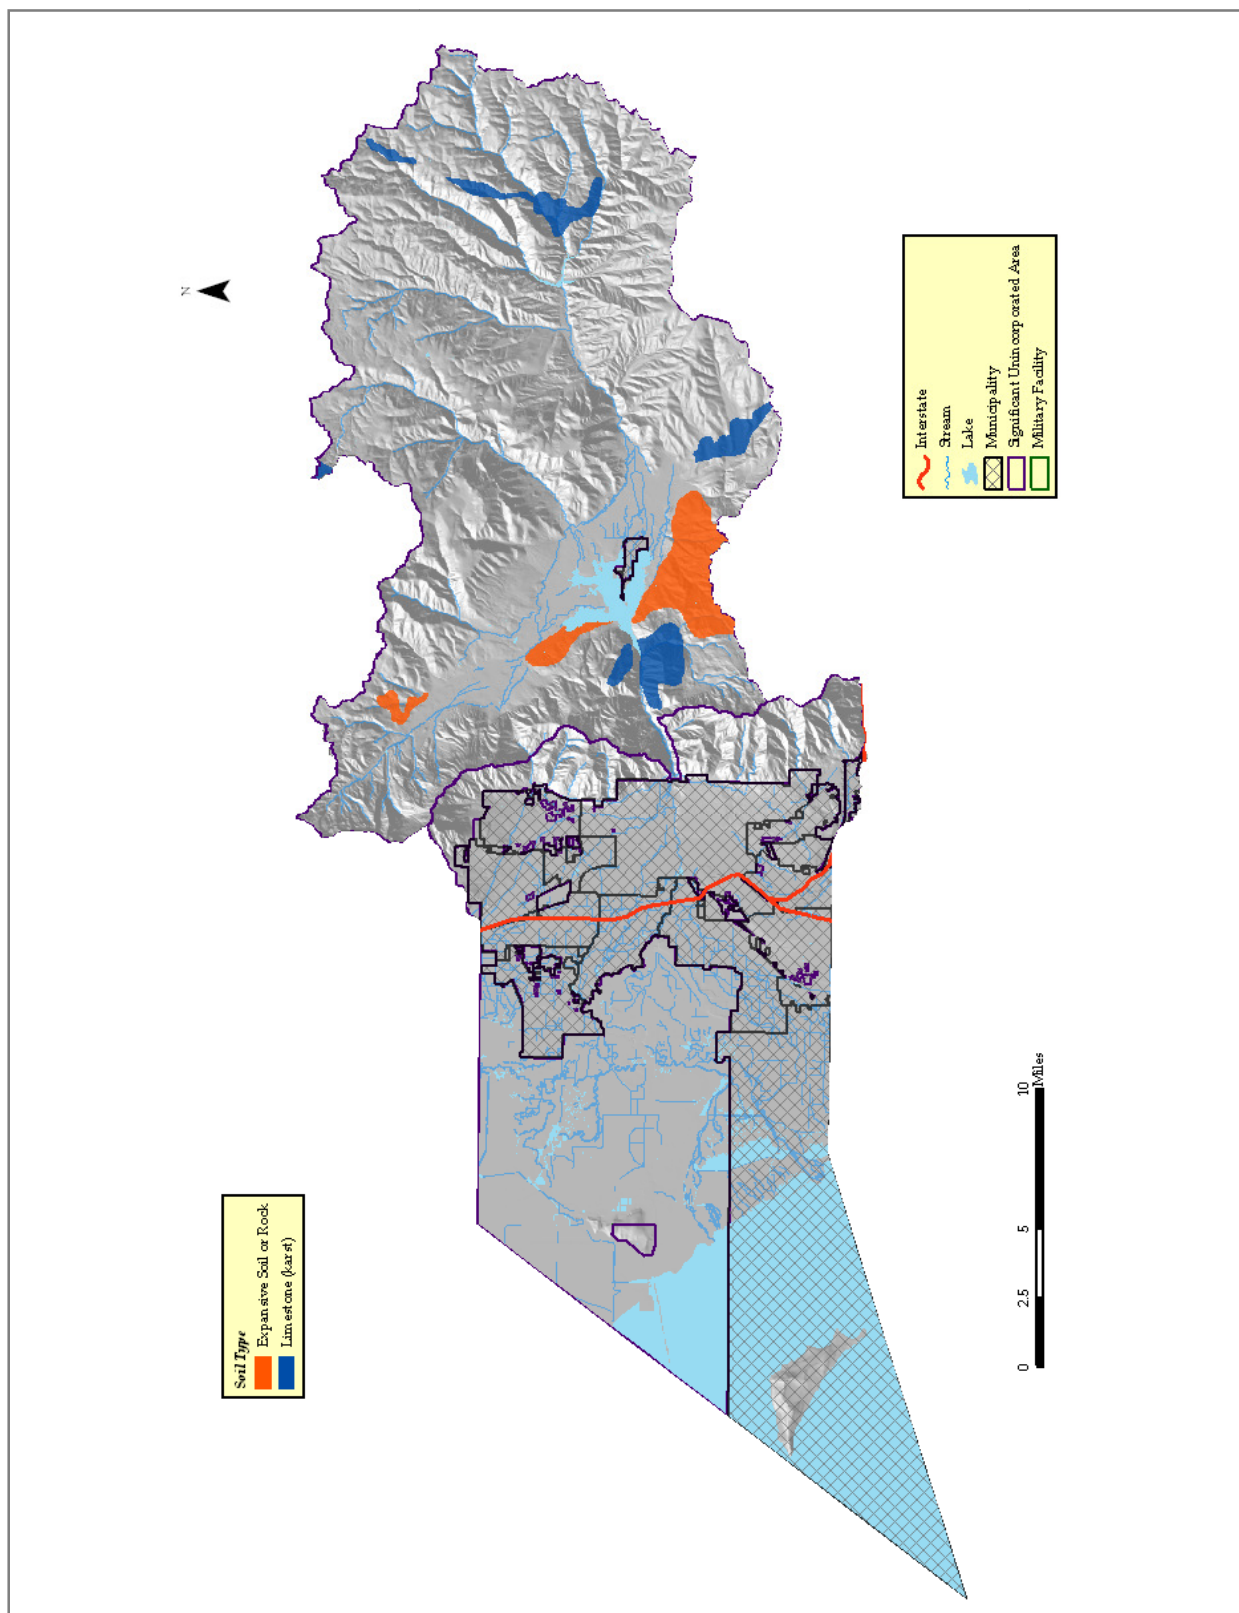 N
Soil Type
Expansive Soil or Rock
Limestone (karst)
Interstate
Stream
Lake
Municipality
Significant Unincorporated Area
Military Facility
0 2.5 5 10
Miles